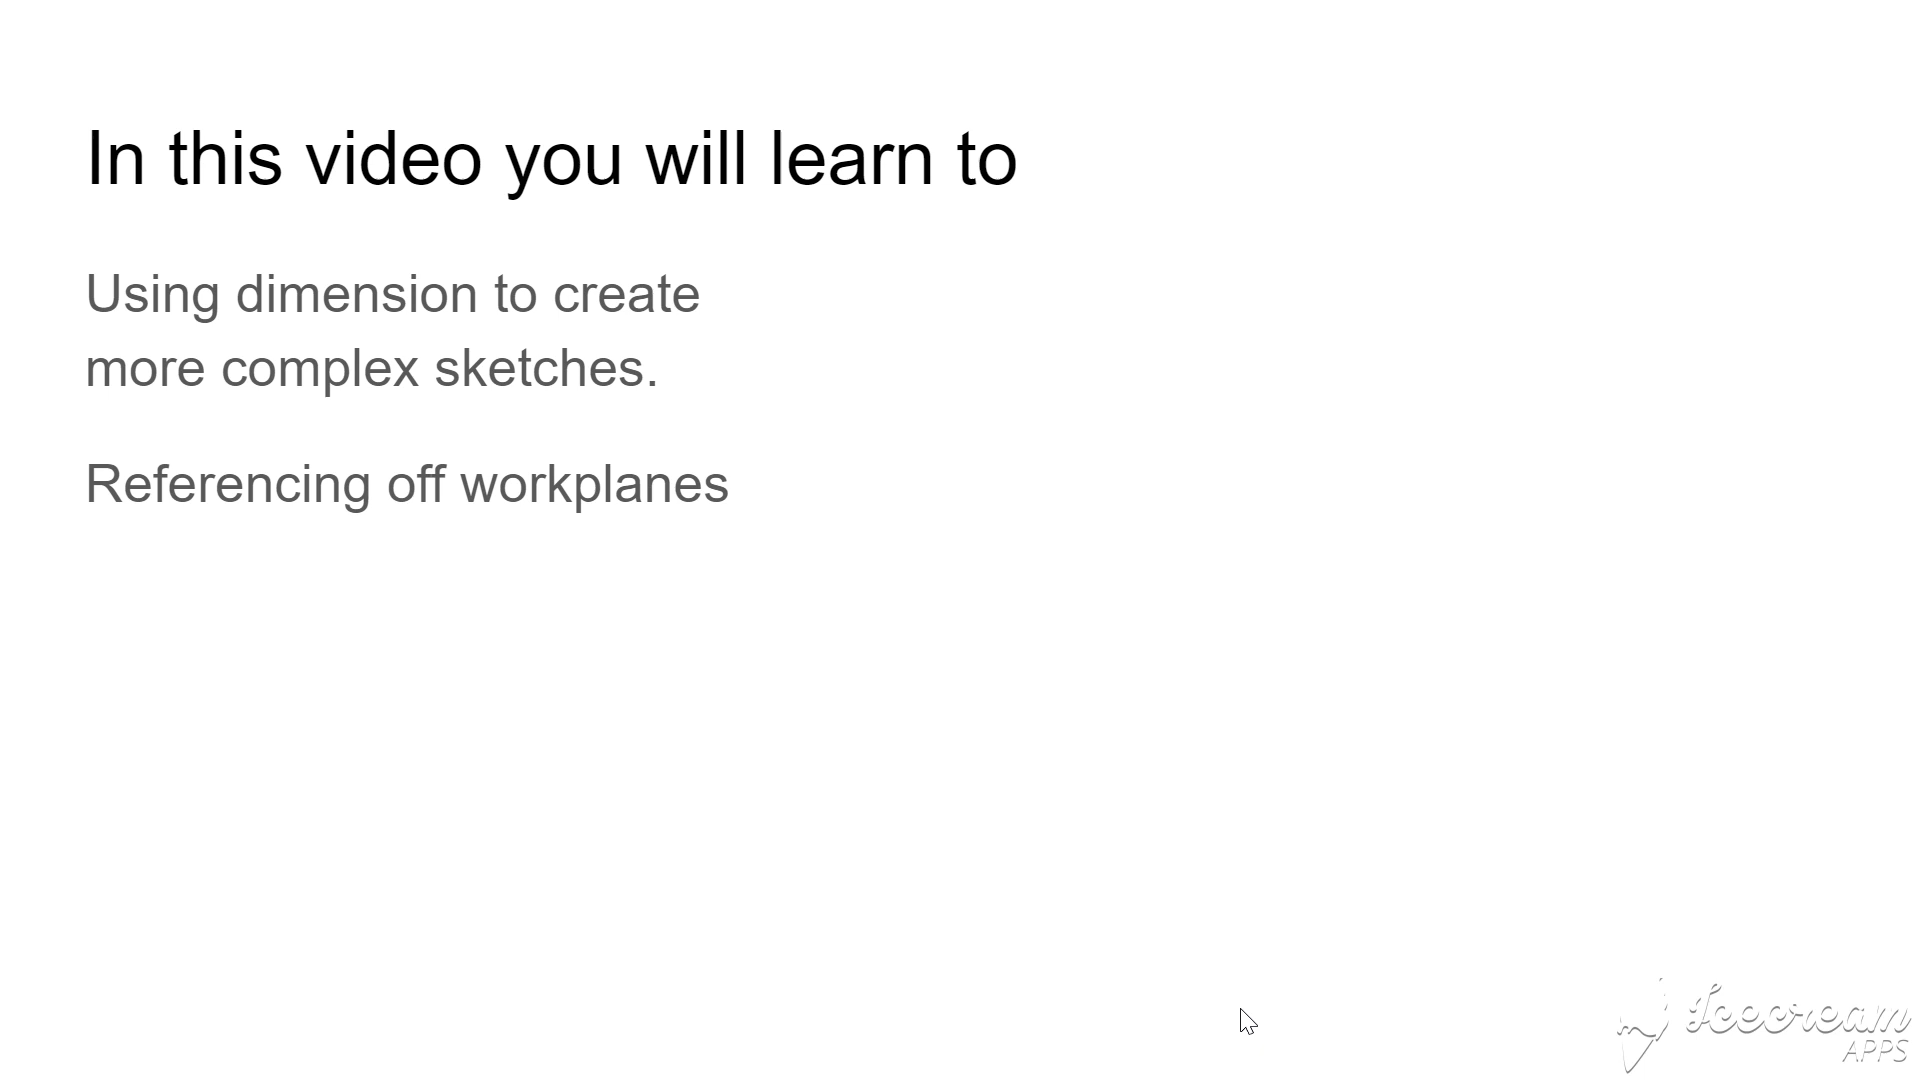 In this video you will learn to
Using dimension to create
more complex sketches.
Referencing off workplanes
Icecream
APPS